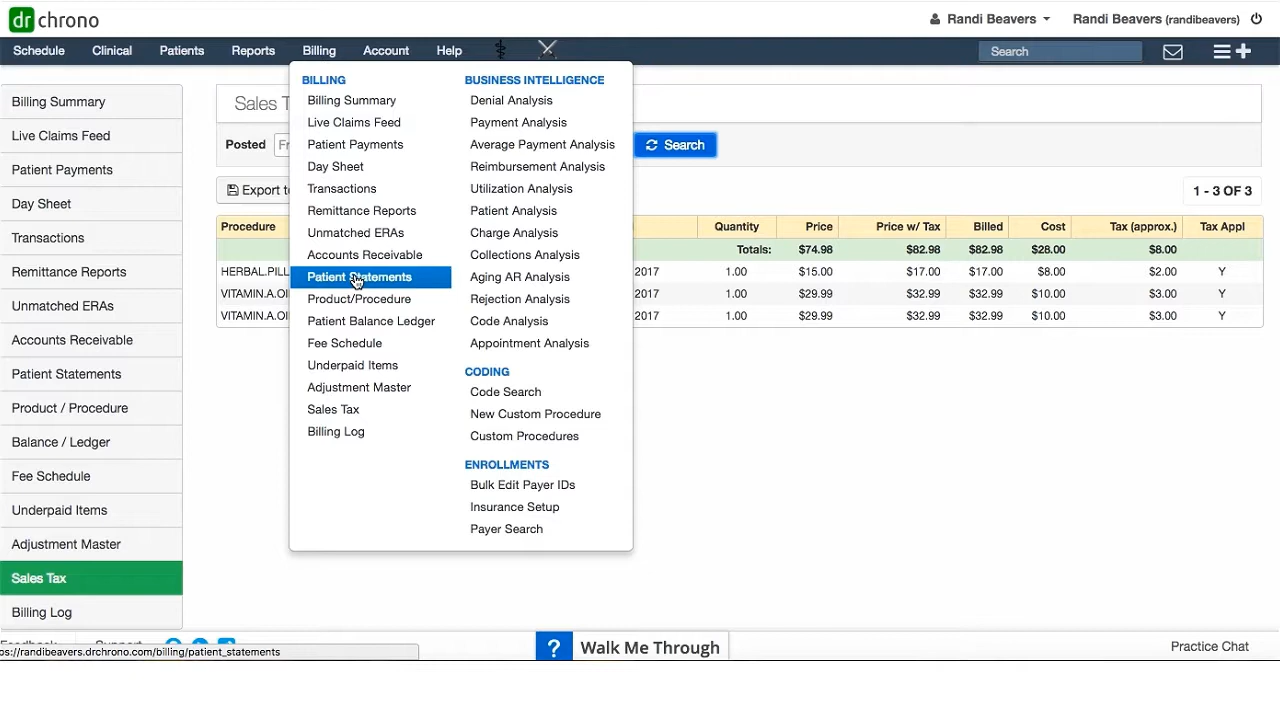 dr chrono
Randi Beavers
Randi Beavers (randibeavers)
Schedule Clinical Patients Reports Billing Account Help
Search
Billing Summary
Live Claims Feed
Patient Payments
Day Sheet
Transactions
Remittance Reports
Unmatched ERAs
Accounts Receivable
Patient Statements
Product / Procedure
Balance / Ledger
Fee Schedule
Underpaid Items
Adjustment Master
Sales Tax
Billing Log
BILLING
Billing Summary
Live Claims Feed
Patient Payments
Day Sheet
Transactions
Remittance Reports
Unmatched ERAs
Accounts Receivable
Patient Statements
Product/Procedure
Patient Balance Ledger
Fee Schedule
Underpaid Items
Adjustment Master
Sales Tax
Billing Log
BUSINESS INTELLIGENCE
Denial Analysis
Payment Analysis
Average Payment Analysis
Reimbursement Analysis
Utilization Analysis
Patient Analysis
Charge Analysis
Collections Analysis
Aging AR Analysis
Rejection Analysis
Code Analysis
Appointment Analysis
CODING
Code Search
New Custom Procedure
Custom Procedures
ENROLLMENTS
Bulk Edit Payer IDs
Insurance Setup
Payer Search
Sales T
Posted Fr Search
Export to 1 - 3 OF 3
Procedure Quantity Price Price w/ Tax Billed Cost Tax (approx.) Tax Appl
Totals: $74.98 $82.98 $82.98 $28.00 $8.00
HERBAL.PILL 2017 1.00 $15.00 $17.00 $17.00 $8.00 $2.00 Y
VITAMIN.A.OI 2017 1.00 $29.99 $32.99 $32.99 $10.00 $3.00 Y
VITAMIN.A.OI 2017 1.00 $29.99 $32.99 $32.99 $10.00 $3.00 Y
? Walk Me Through
Practice Chat
ps://randibeavers.drchrono.com/billing/patient_statements